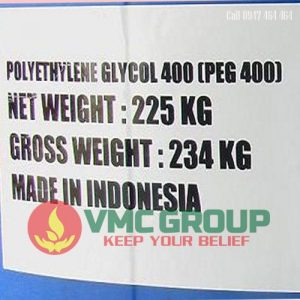 Call 0947 464 464
POLYETHYLENE GLYCOL 400 (PEG 400)
NET WEIGHT : 225 KG
GROSS WEIGHT : 234 KG
MADE IN INDONESIA
VMC GROUP
KEEP YOUR BELIEF